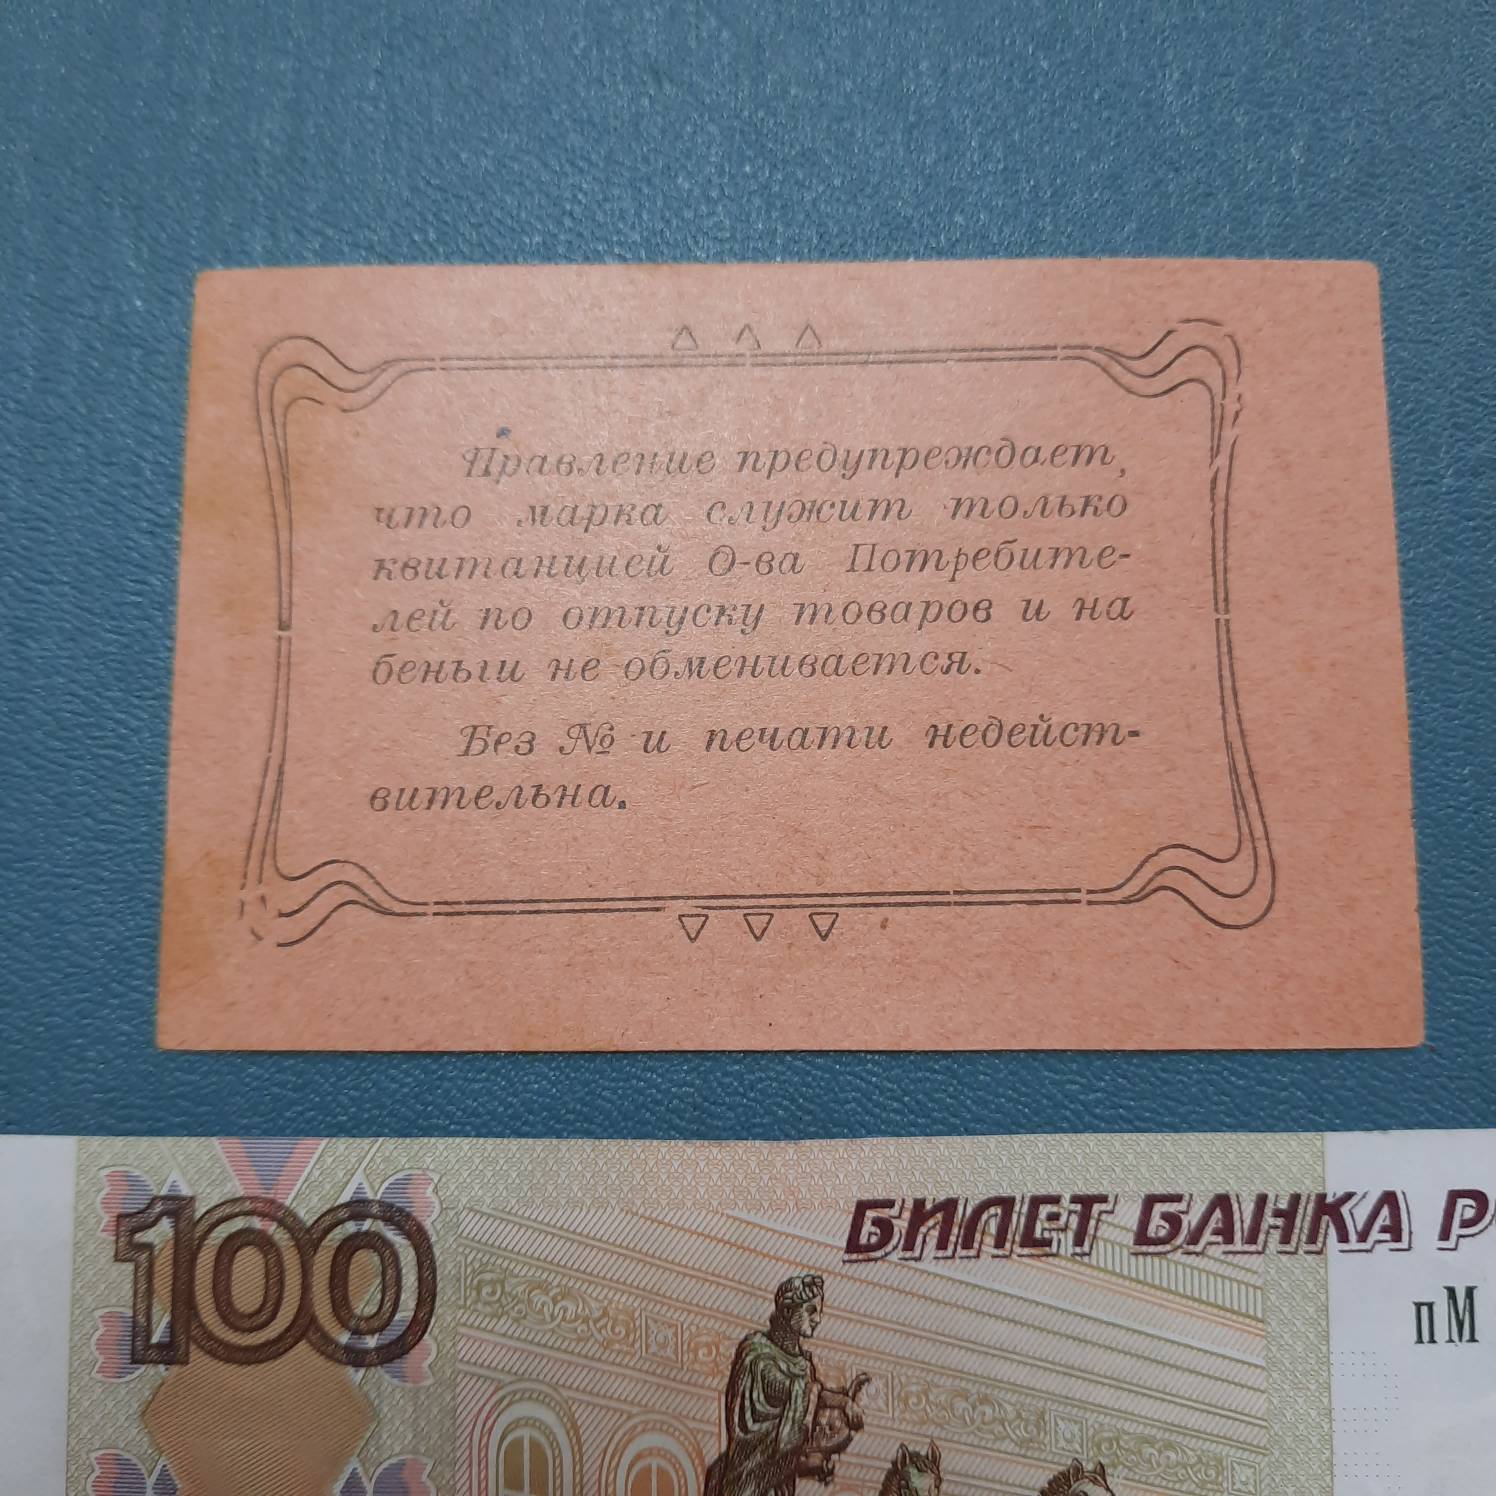 Правление предупреждает,
что марка служит только
квитанцией О-ва Потребите-
лей по отпуску товаров и на
беньги не обменивается.
Без № и печати недейст-
вительна.
100
БИЛЕТ БАНКА Р
пМ